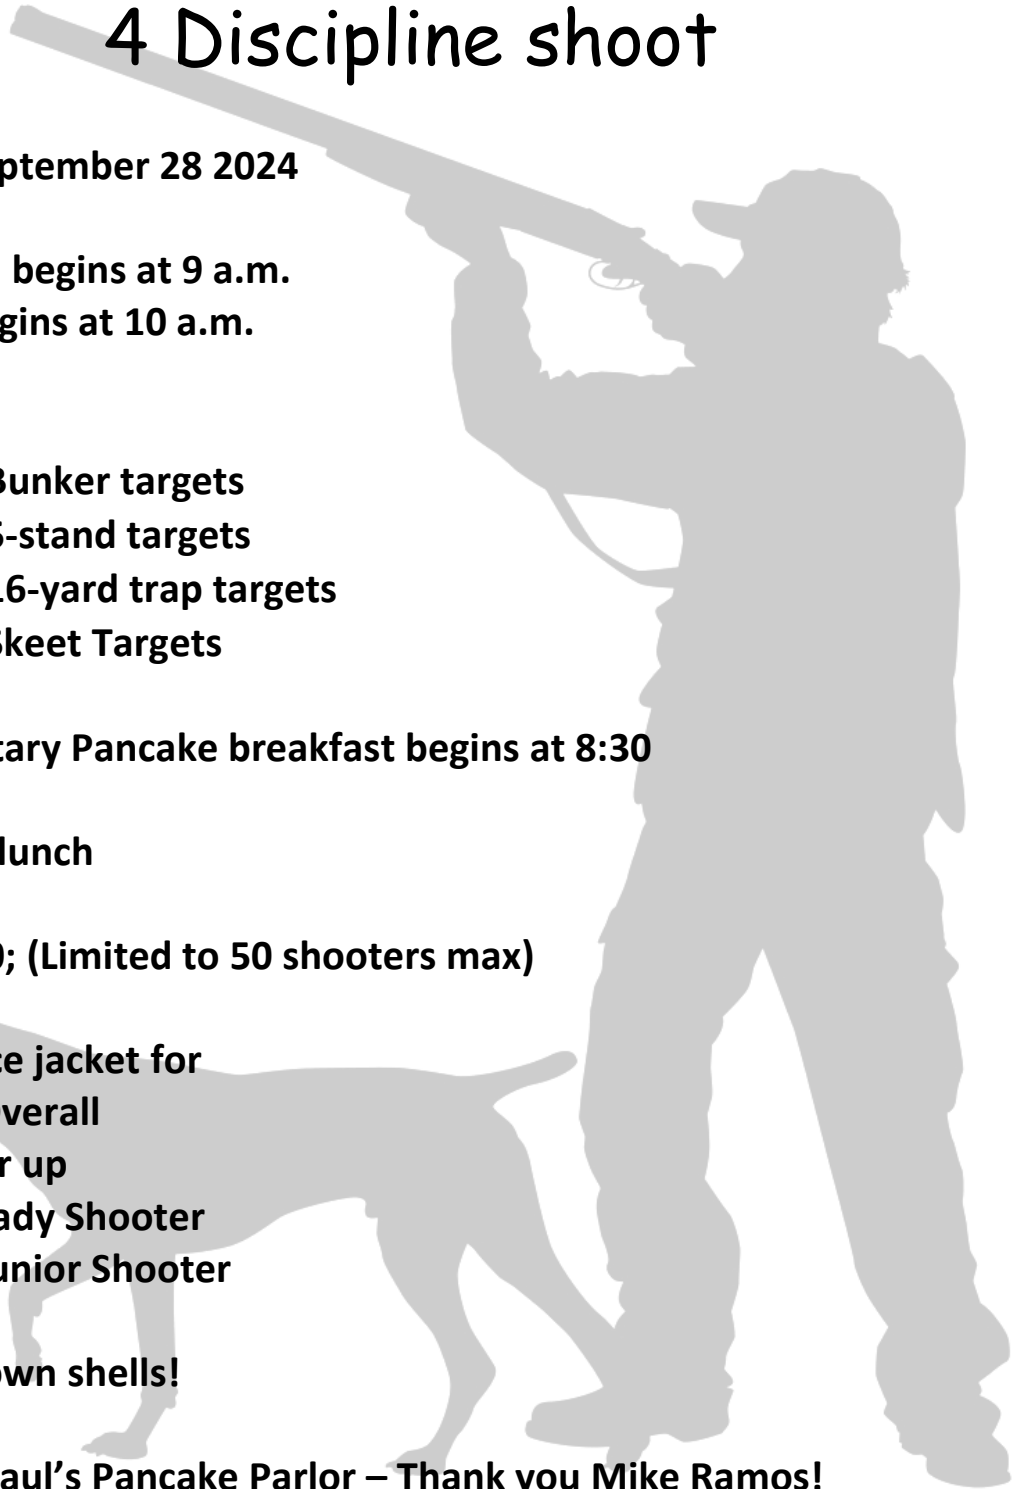 4 Discipline shoot
ptember 28 2024
begins at 9 a.m.
gins at 10 a.m.
Bunker targets
5-stand targets
16-yard trap targets
Skeet Targets
tary Pancake breakfast begins at 8:30
lunch
; (Limited to 50 shooters max)
ce jacket for
verall
r up
ady Shooter
unior Shooter
own shells!
aul’s Pancake Parlor – Thank you Mike Ramos!